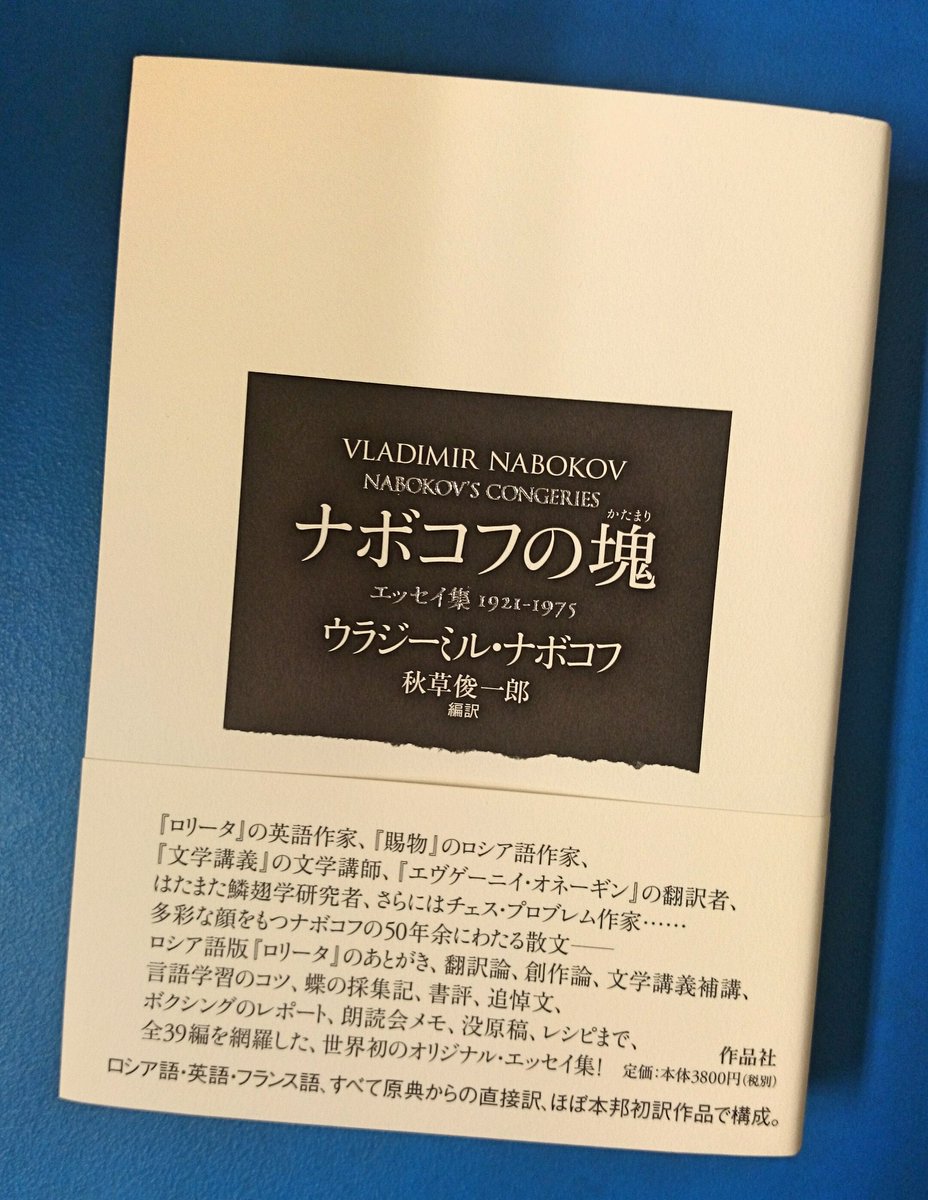 VLADIMIR NABOKOV
NABOKOV'S CONGERIES
かたまり
ナボコフの塊
エッセイ集 1921-1975
ウラジーミル・ナボコフ
秋草俊一郎
編訳
『ロリータ』の英語作家、『賜物』のロシア語作家、
『文学講義』の文学講師、『エヴゲーニイ・オネーギン』の翻訳者、
はたまた鱗翅学研究者、さらにはチェス・プロブレム作家……
多彩な顔をもつナボコフの50年余にわたる散文――
ロシア語版『ロリータ』のあとがき、翻訳論、創作論、文学講義補講、
言語学習のコツ、蝶の採集記、書評、追悼文、
ボクシングのレポート、朗読会メモ、没原稿、レシピまで、
全39編を網羅した、世界初のオリジナル・エッセイ集!
作品社
定価:本体3800円(税別)
ロシア語・英語・フランス語、すべて原典からの直接訳、ほぼ本邦初訳作品で構成。